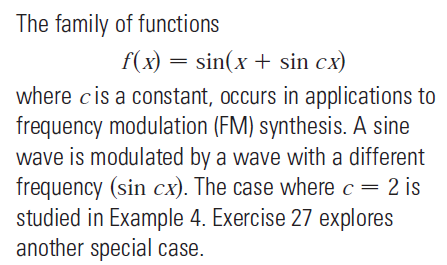 The family of functions
f(x) = sin(x + sin cx)
where c is a constant, occurs in applications to
frequency modulation (FM) synthesis. A sine
wave is modulated by a wave with a different
frequency (sin cx). The case where c = 2 is
studied in Example 4. Exercise 27 explores
another special case.